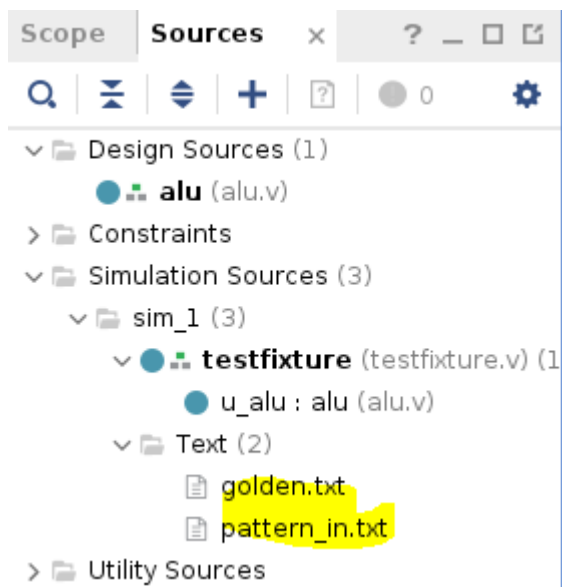 Scope Sources × ? _
? 0
Design Sources (1)
alu (alu.v)
Constraints
Simulation Sources (3)
sim_1 (3)
testfixture (testfixture.v) (1
u_alu : alu (alu.v)
Text (2)
golden.txt
pattern_in.txt
Utility Sources